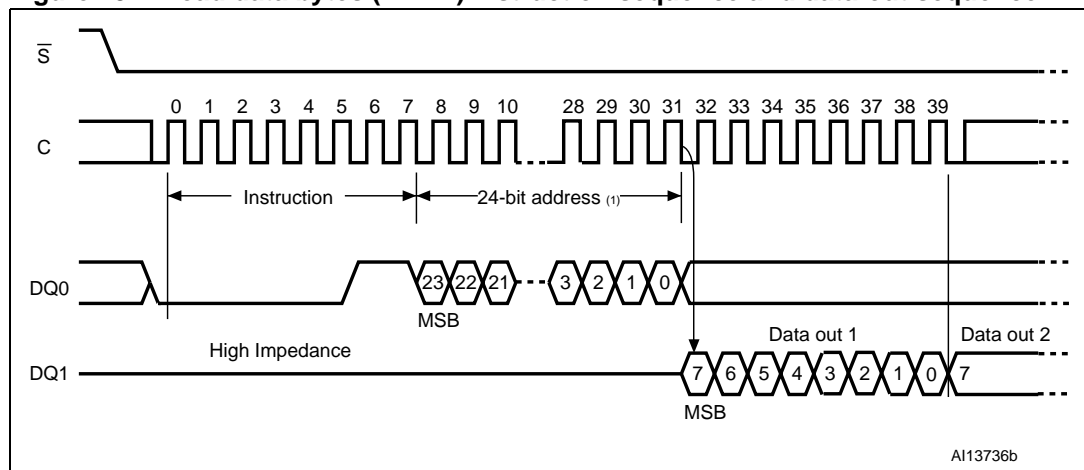 S
0 1 2 3 4 5 6 7 8 9 10 28 29 30 31 32 33 34 35 36 37 38 39
C
Instruction 24-bit address (1)
DQ0 23 22 21 3 2 1 0
MSB
High Impedance Data out 1 Data out 2
DQ1 7 6 5 4 3 2 1 0 7
MSB
AI13736b